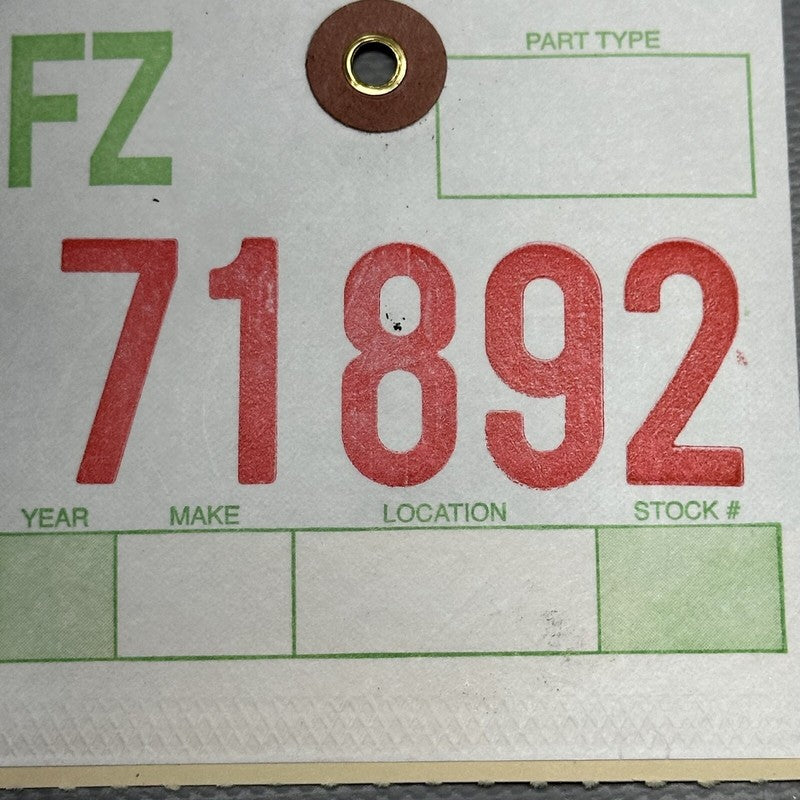 FZ
PART TYPE
71892
YEAR MAKE LOCATION STOCK #